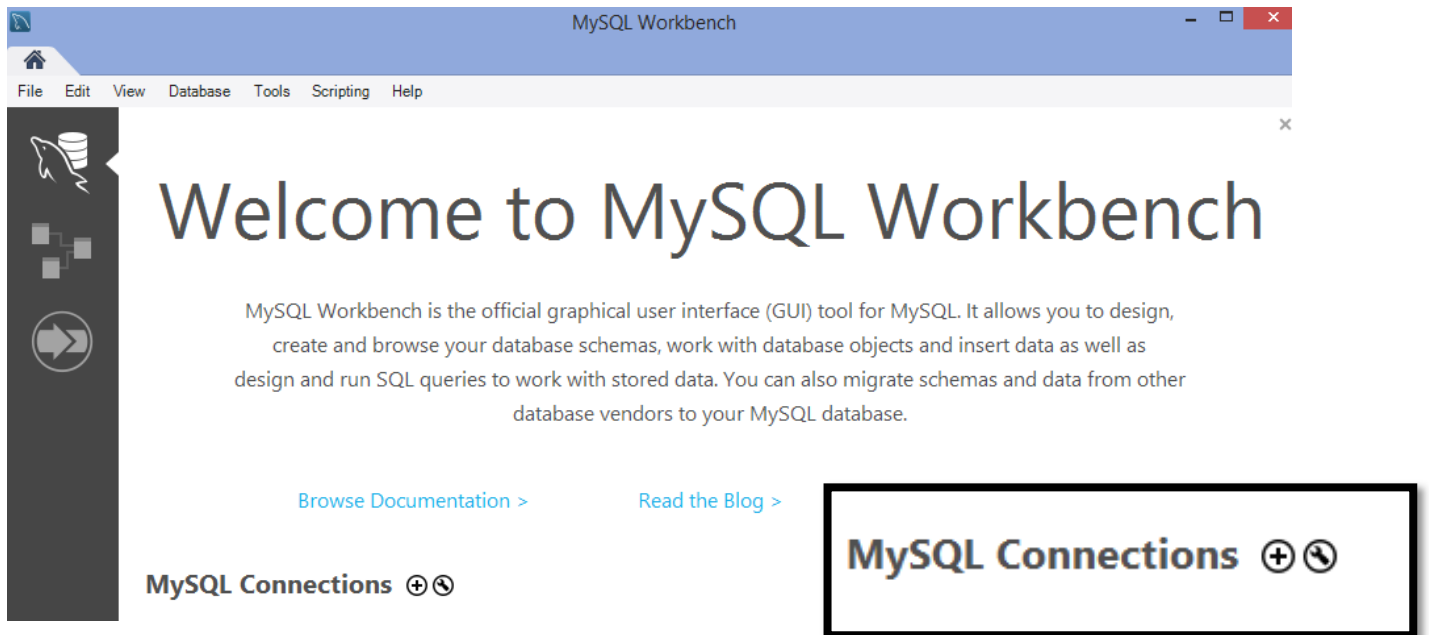 MySQL Workbench
File Edit View Database Tools Scripting Help
Welcome to MySQL Workbench
MySQL Workbench is the official graphical user interface (GUI) tool for MySQL. It allows you to design,
create and browse your database schemas, work with database objects and insert data as well as
design and run SQL queries to work with stored data. You can also migrate schemas and data from other
database vendors to your MySQL database.
Browse Documentation > Read the Blog >
MySQL Connections
MySQL Connections